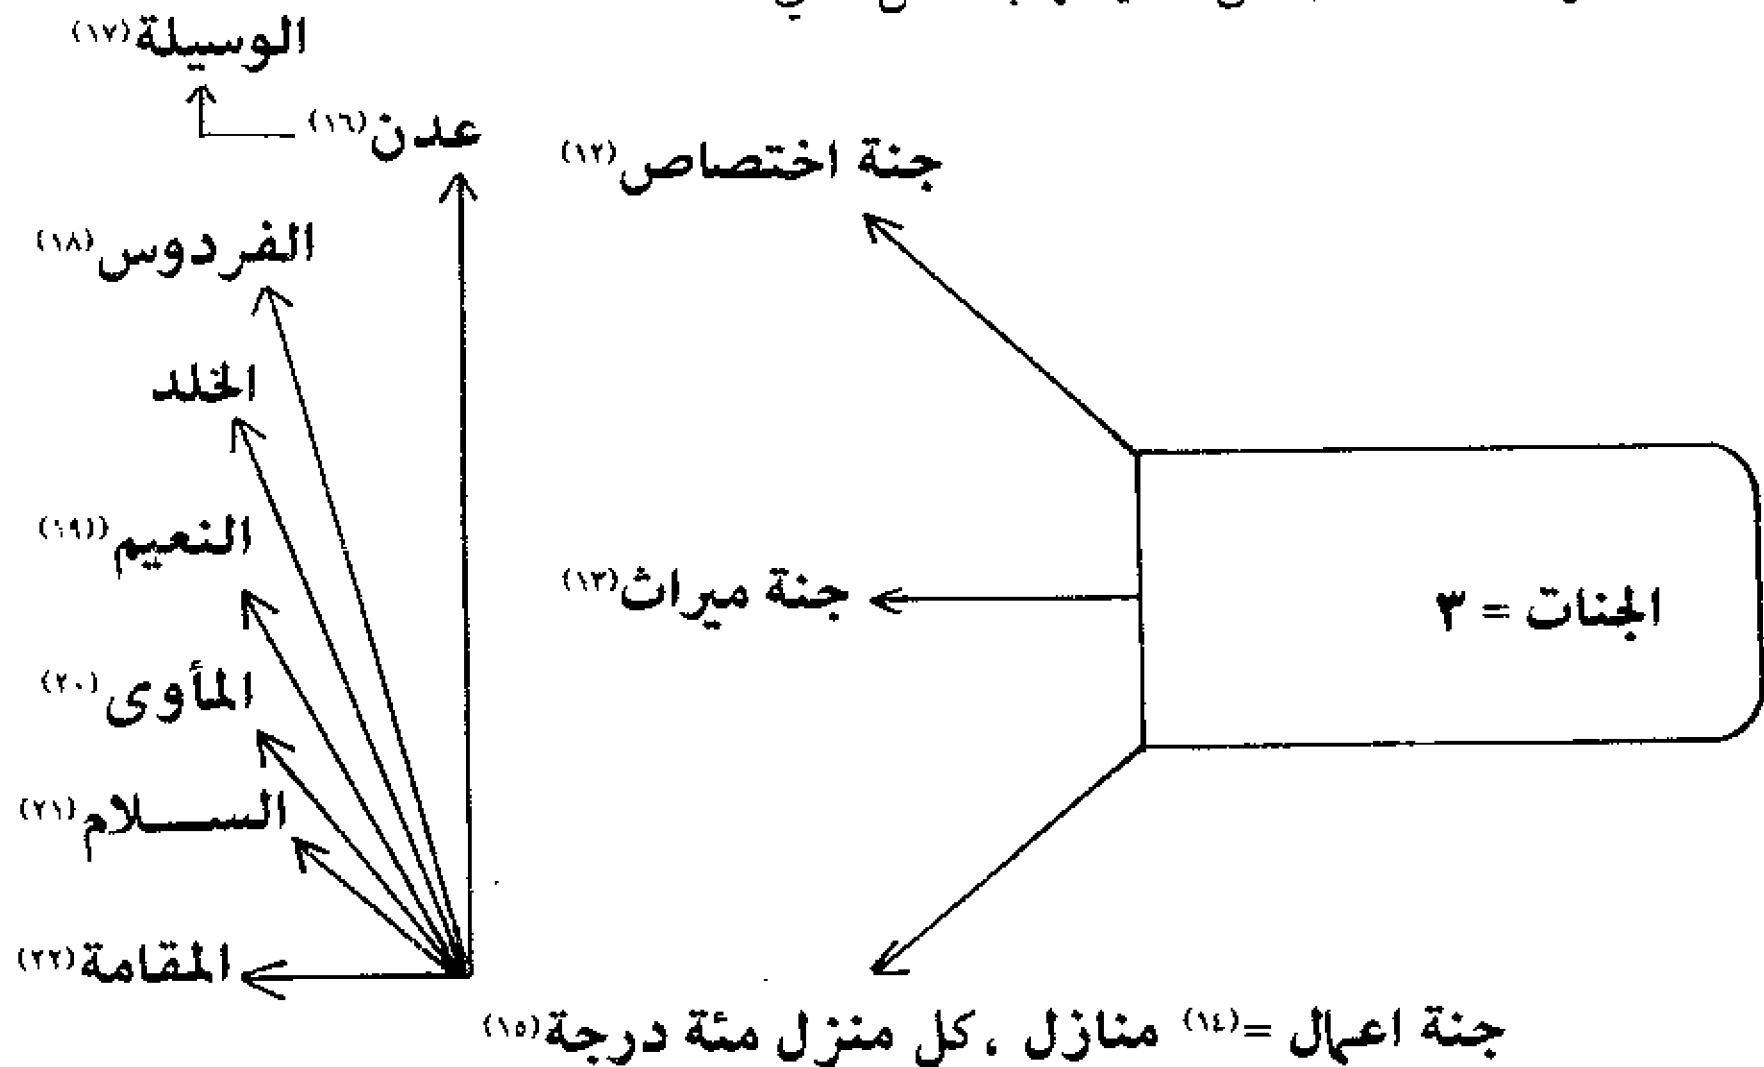 الوسيلة(١٧)
عدن(١٦)
جنة اختصاص(١٢)
الفردوس(١٨)
الخلد
النعيم((١٩)
جنة ميراث(١٣)
الجنات = ٣
المأوى(٢٠)
السلام(٢١)
المقامة(٢٢)
جنة اعمال =(١٤) منازل ، كل منزل مئة درجة(١٥)